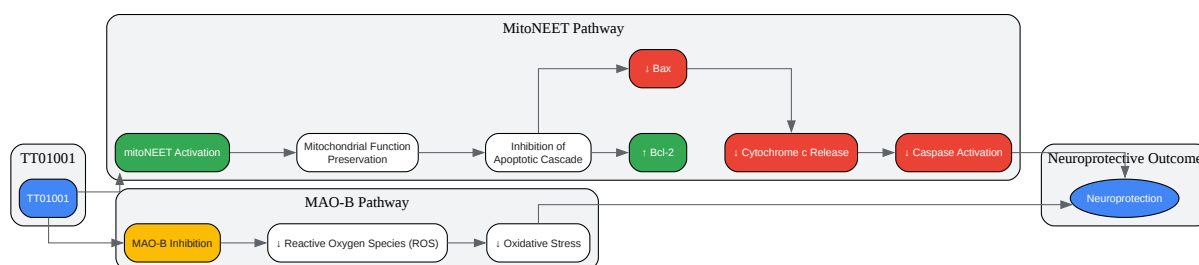 MitoNEET Pathway
↓ Bax
mitoNEET Activation
Mitochondrial Function
Preservation
Inhibition of
Apoptotic Cascade
↑ Bcl-2
↓ Cytochrome c Release
↓ Caspase Activation
TT01001
TT01001
Neuroprotective Outcome
Neuroprotection
MAO-B Pathway
MAO-B Inhibition
↓ Reactive Oxygen Species (ROS)
↓ Oxidative Stress